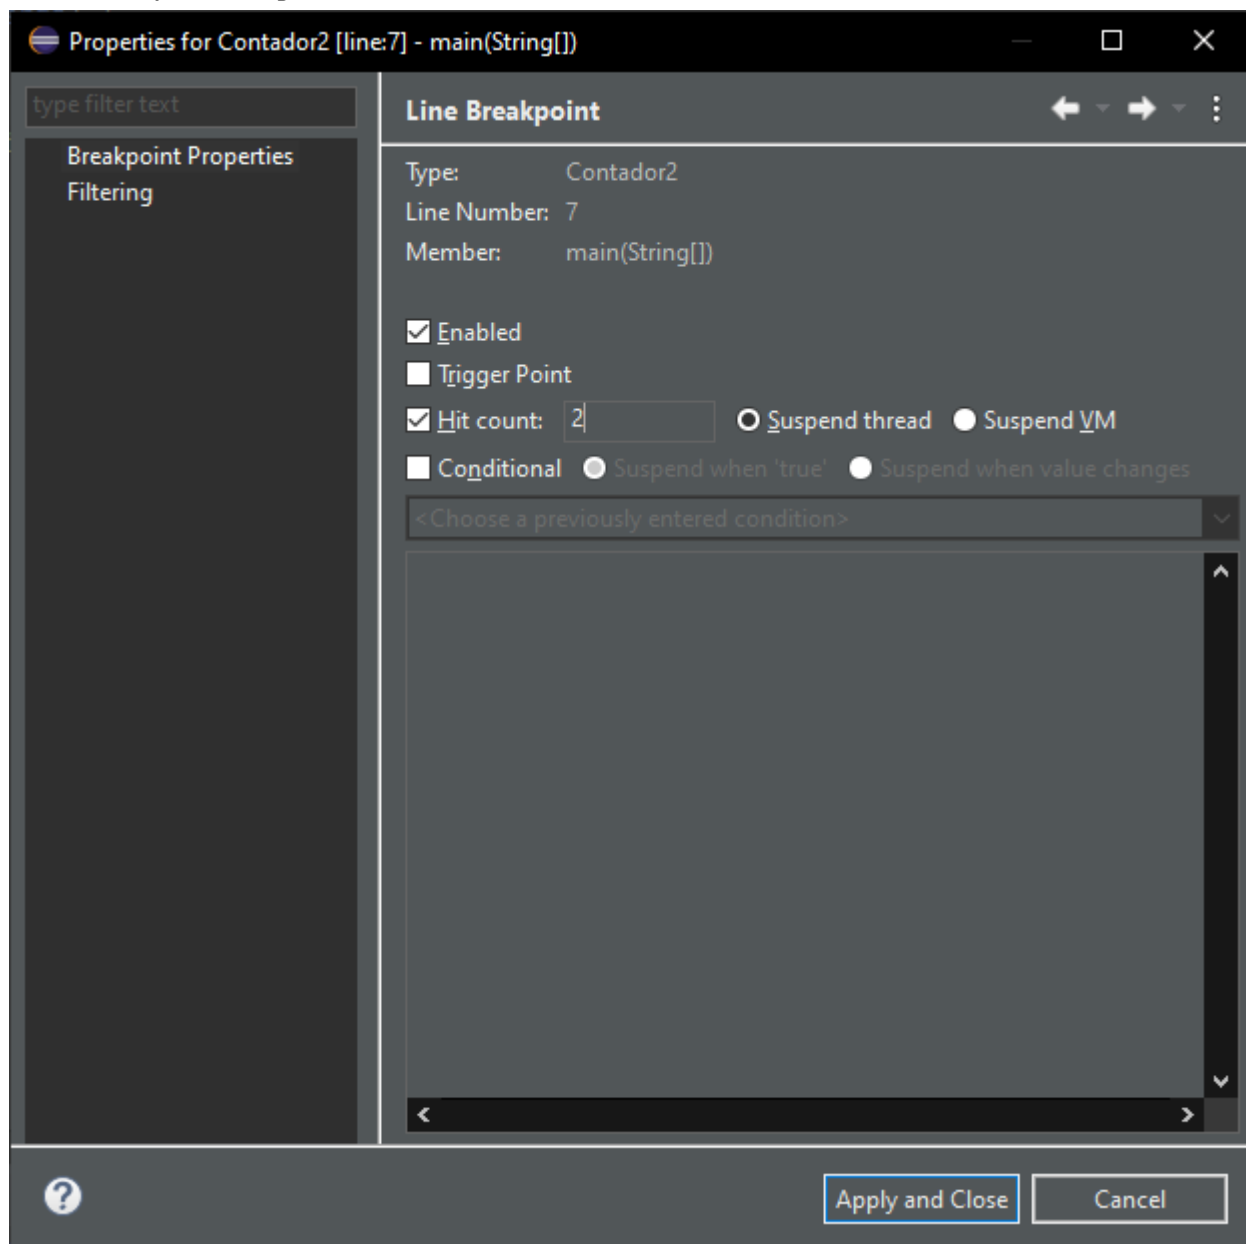 Properties for Contador2 [line:7] - main(String[])
type filter text
Breakpoint Properties
Filtering
Line Breakpoint
Type: Contador2
Line Number: 7
Member: main(String[])
Enabled
Trigger Point
Hit count: 2 Suspend thread Suspend VM
Conditional Suspend when 'true' Suspend when value changes
<Choose a previously entered condition>
Apply and Close Cancel